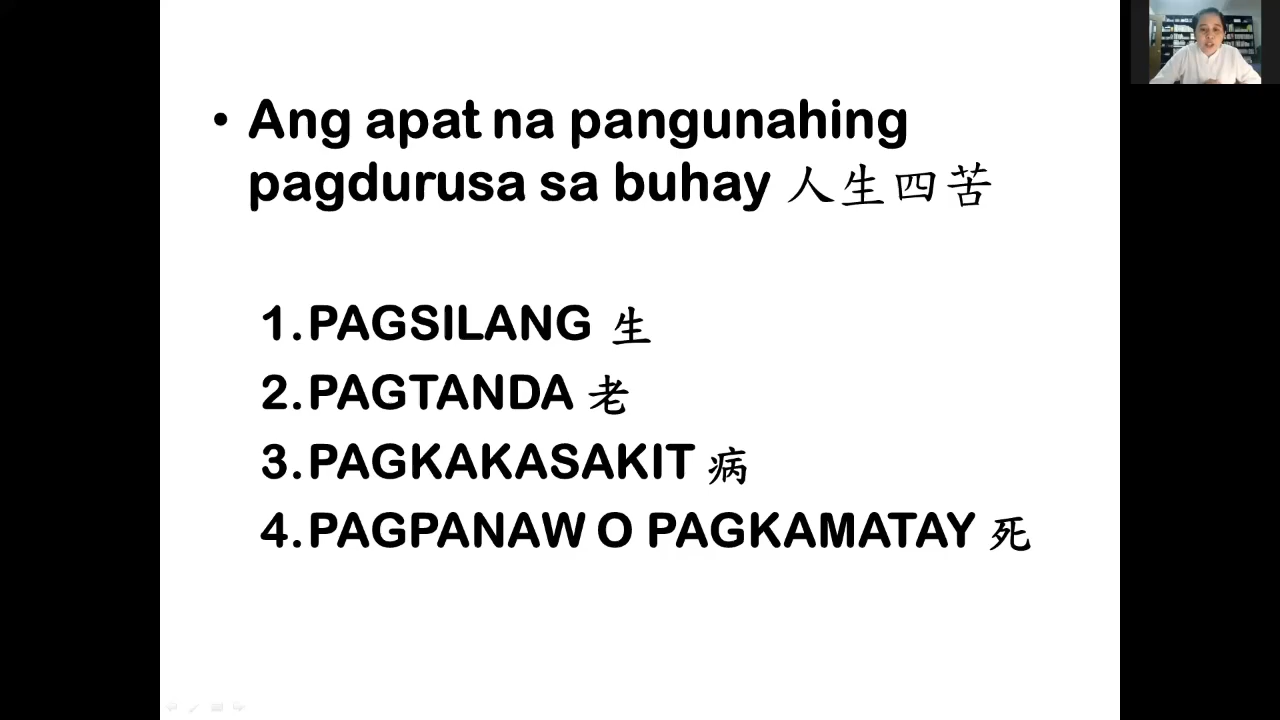 • Ang apat na pangunahing
pagdurusa sa buhay 人生四苦
1.PAGSILANG 生
2.PAGTANDA 老
3.PAGKAKASAKIT 病
4.PAGPANAW O PAGKAMATAY 死